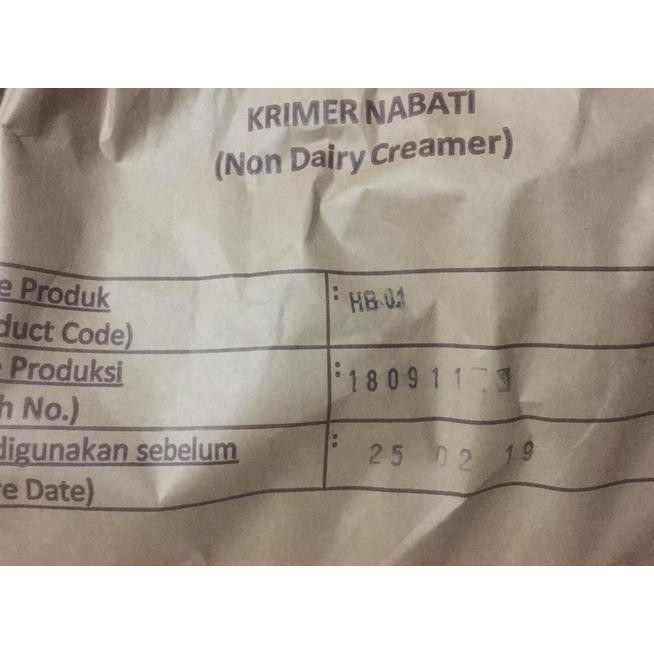 KRIMER NABATI
(Non Dairy Creamer)
e Produk
: HB-01
duct Code)
Produksi
: 180911
h No.)
digunakan sebelum
: 25 02 19
e Date)